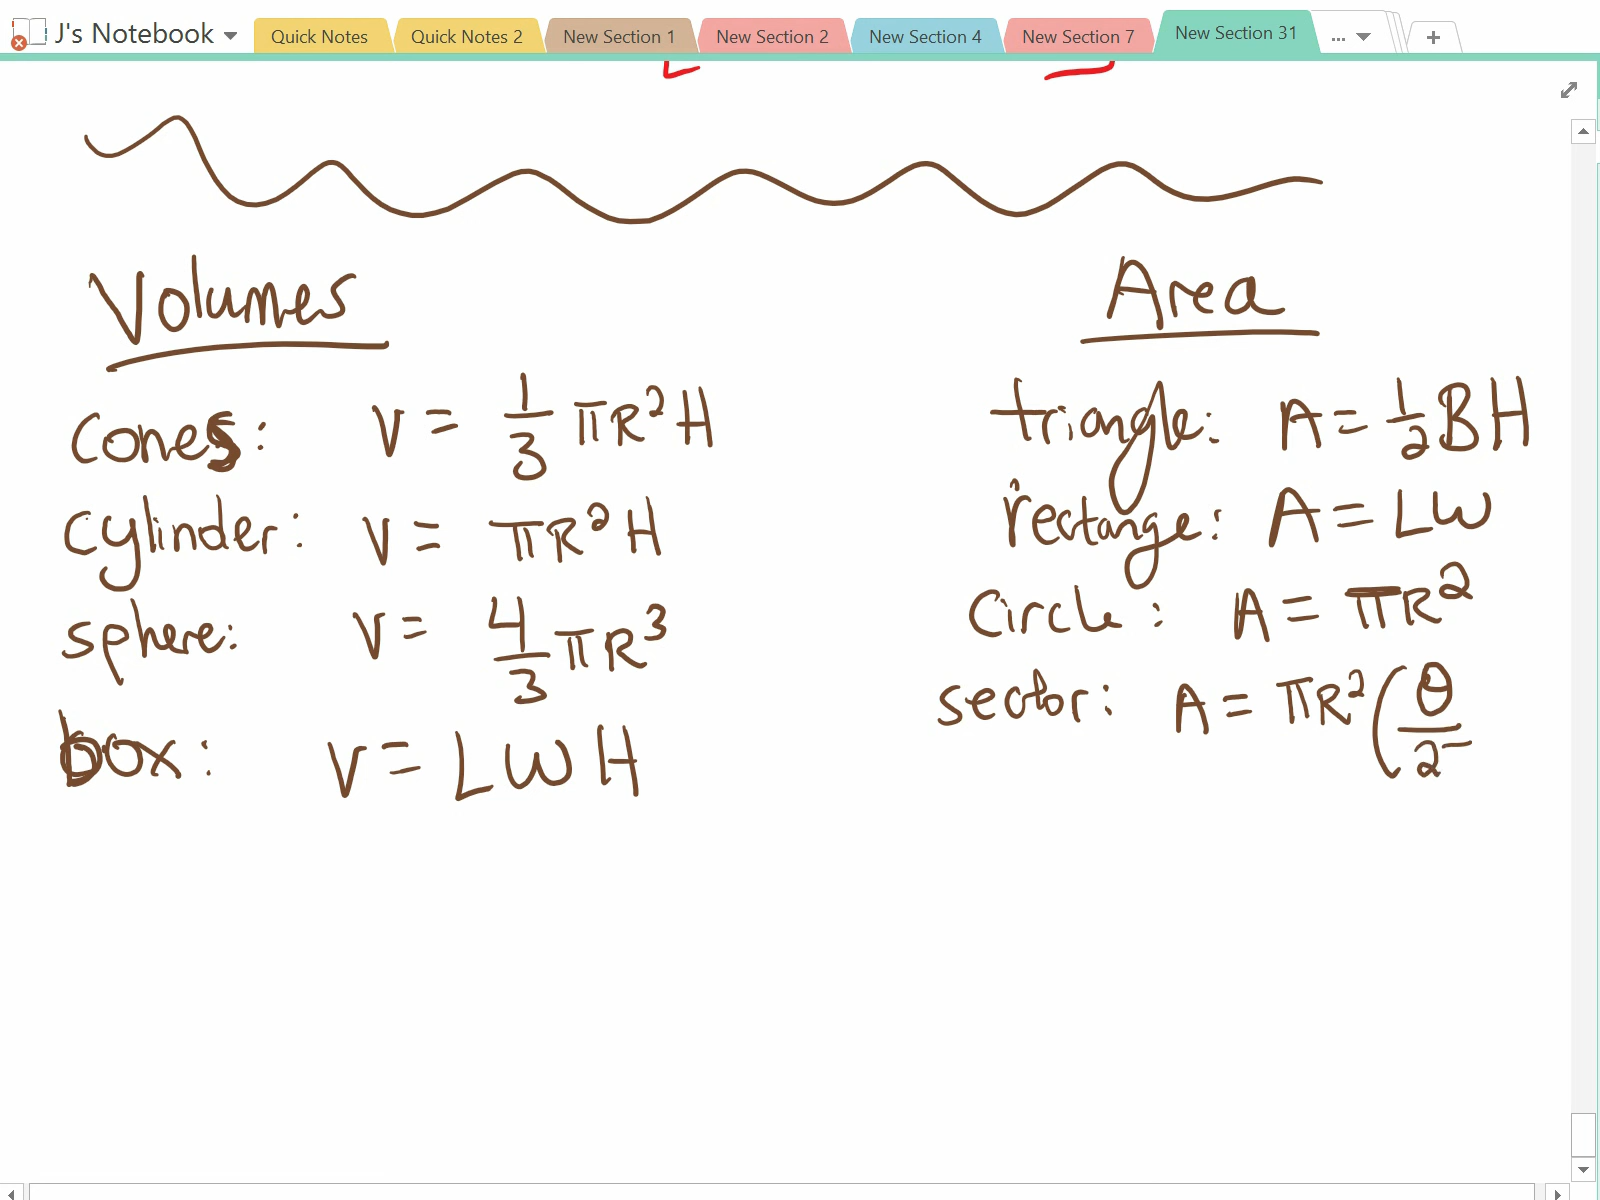 J's Notebook Quick Notes Quick Notes 2 New Section 1 New Section 2 New Section 4 New Section 7 New Section 31 ... +
Volumes
Cones: V = 1/3 πR²H
Cylinder: V = πR²H
sphere: V = 4/3 πR³
box: V = LWH
Area
triangle: A = 1/2 BH
rectange: A = LW
Circle: A = πR²
sector: A = πR² (θ/2